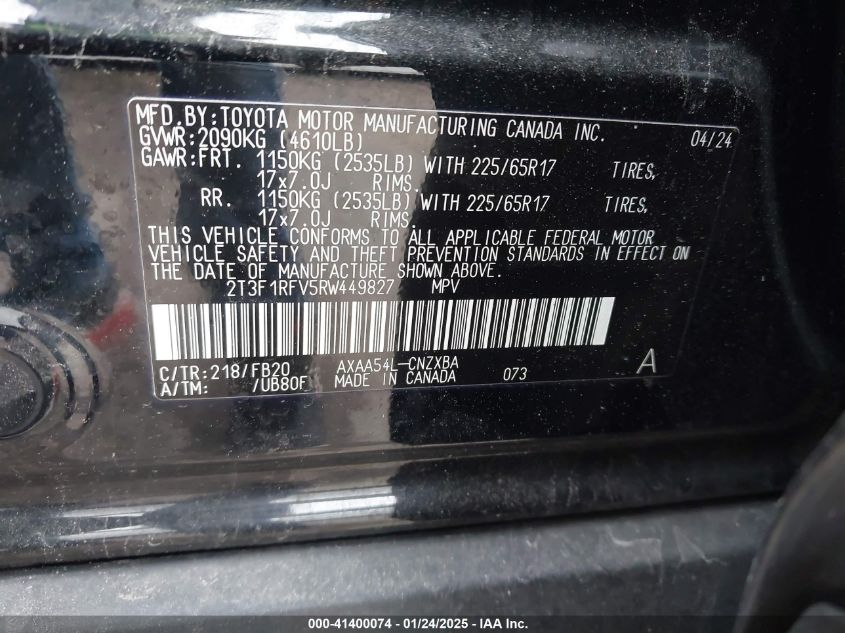 MFD.BY:TOYOTA MOTOR MANUFACTURING CANADA INC. 04/24
GVWR:2090KG (4610LB)
GAWR:FRT. 1150KG (2535LB) WITH 225/65R17 TIRES,
17x7.0J RIMS.
RR. 1150KG (2535LB) WITH 225/65R17 TIRES,
17x7.0J RIMS.
THIS VEHICLE CONFORMS TO ALL APPLICABLE FEDERAL MOTOR
VEHICLE SAFETY AND THEFT PREVENTION STANDARDS IN EFFECT ON
THE DATE OF MANUFACTURE SHOWN ABOVE.
2T3F1RFV5RW449827 MPV
C/TR:218/FB20 AXAA54L-CNZXBA
A/TM: /UB80F MADE IN CANADA 073 A
000-41400074 - 01/24/2025 - IAA Inc.